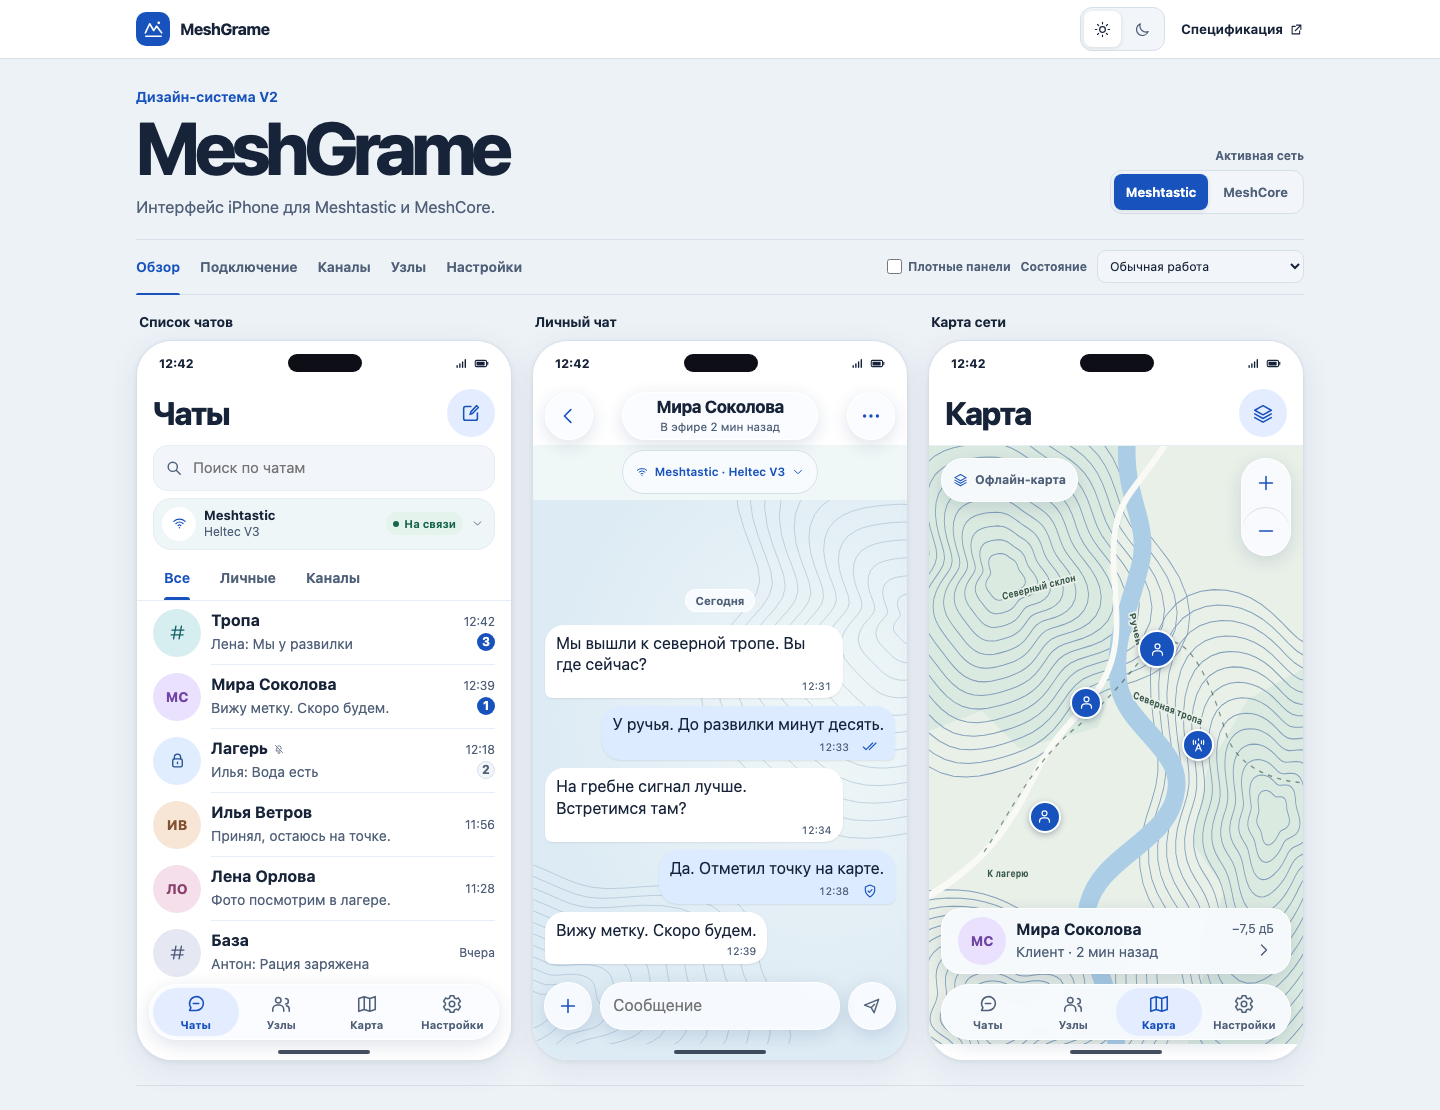 MeshGrame
Спецификация
Дизайн-система V2
MeshGrame
Интерфейс iPhone для Meshtastic и MeshCore.
Активная сеть
Meshtastic MeshCore
Обзор Подключение Каналы Узлы Настройки
Плотные панели Состояние Обычная работа
Список чатов
12:42
Чаты
Поиск по чатам
Meshtastic
Heltec V3
На связи
Все Личные Каналы
Тропа 12:42
Лена: Мы у развилки 3
МС
Мира Соколова 12:39
Вижу метку. Скоро будем. 1
Лагерь 12:18
Илья: Вода есть 2
ИВ
Илья Ветров
Принял, остаюсь на точке.
11:56
ЛО
Лена Орлова
Фото посмотрим в лагере.
11:28
База
Антон: Рация заряжена
Вчера
Чаты Узлы Карта Настройки
Личный чат
12:42
Мира Соколова
В эфире 2 мин назад
Meshtastic · Heltec V3
Сегодня
Мы вышли к северной тропе. Вы
где сейчас?
12:31
У ручья. До развилки минут десять.
12:33
На гребне сигнал лучше.
Встретимся там?
12:34
Да. Отметил точку на карте.
12:38
Вижу метку. Скоро будем.
12:39
Сообщение
Карта сети
12:42
Карта
Офлайн-карта
Северный склон
Ручей
Северная тропа
К лагерю
МС
Мира Соколова −7,5 дБ
Клиент · 2 мин назад
Чаты Узлы Карта Настройки